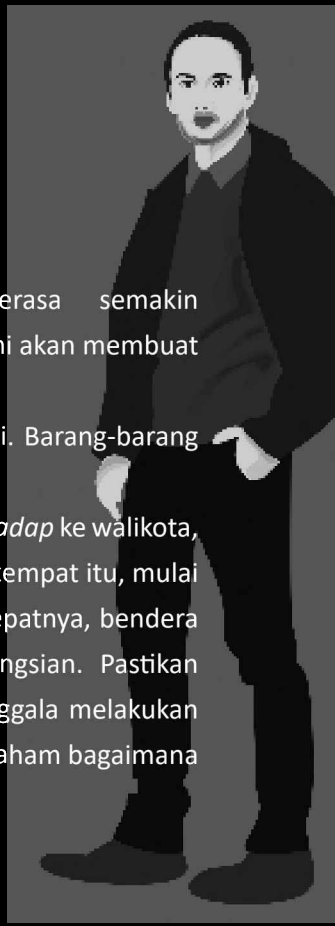 erasa semakin
ni akan membuat
i. Barang-barang
adap ke walikota,
tempat itu, mulai
epatnya, bendera
ngsian. Pastikan
ggala melakukan
aham bagaimana